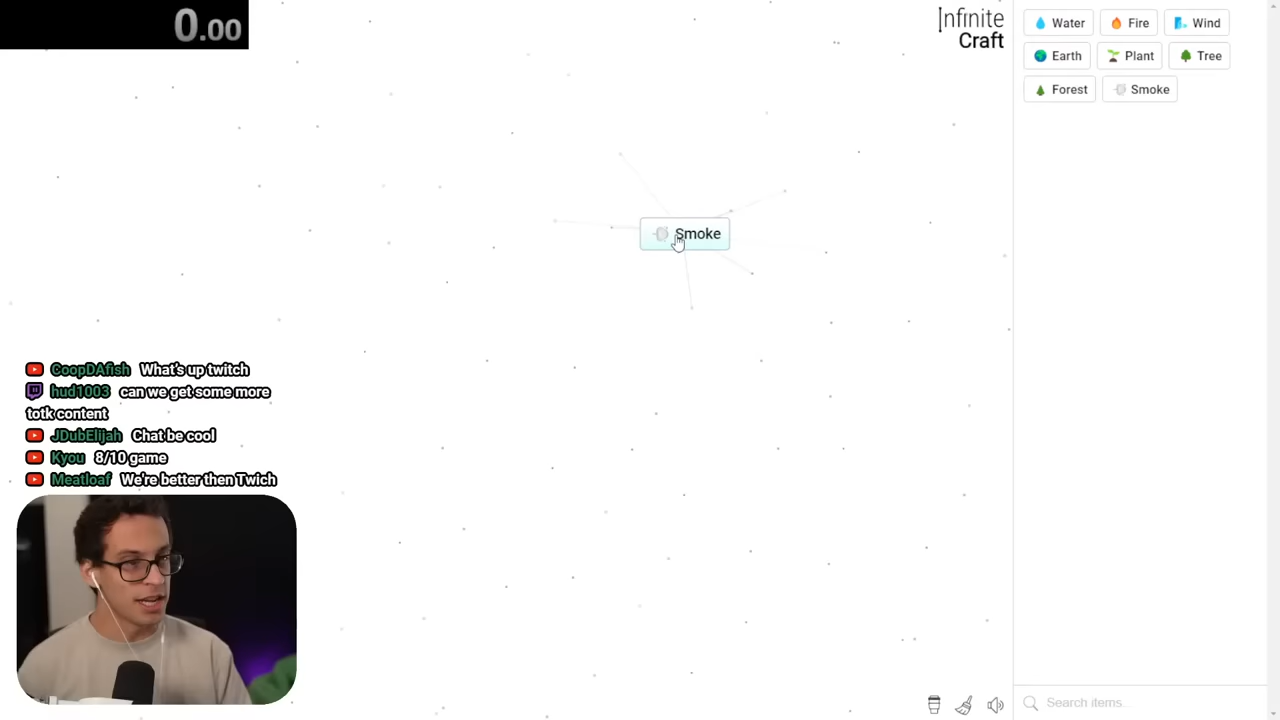 0.00
Infinite
Craft
Water
Fire
Wind
Earth
Plant
Tree
Forest
Smoke
Smoke
CoopDAfish What's up twitch
hud1003 can we get some more
totk content
JDubElijah Chat be cool
Kyou 8/10 game
Meatloaf We're better then Twich
Search items...